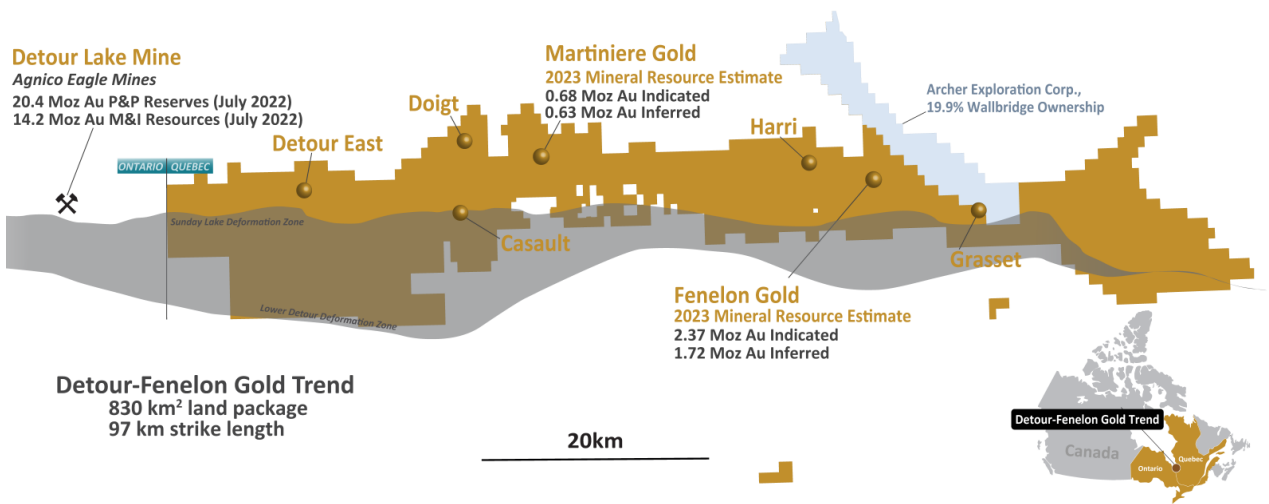 Detour Lake Mine
Agnico Eagle Mines
20.4 Moz Au P&P Reserves (July 2022)
14.2 Moz Au M&I Resources (July 2022)
Martiniere Gold
2023 Mineral Resource Estimate
0.68 Moz Au Indicated
0.63 Moz Au Inferred
Archer Exploration Corp.,
19.9% Wallbridge Ownership
Doigt
Detour East
Harri
ONTARIO QUEBEC
Sunday Lake Deformation Zone
Casault
Grasset
Lower Detour Deformation Zone
Fenelon Gold
2023 Mineral Resource Estimate
2.37 Moz Au Indicated
1.72 Moz Au Inferred
Detour-Fenelon Gold Trend
830 km² land package
97 km strike length
20km
Detour-Fenelon Gold Trend
Canada
Ontario
Quebec